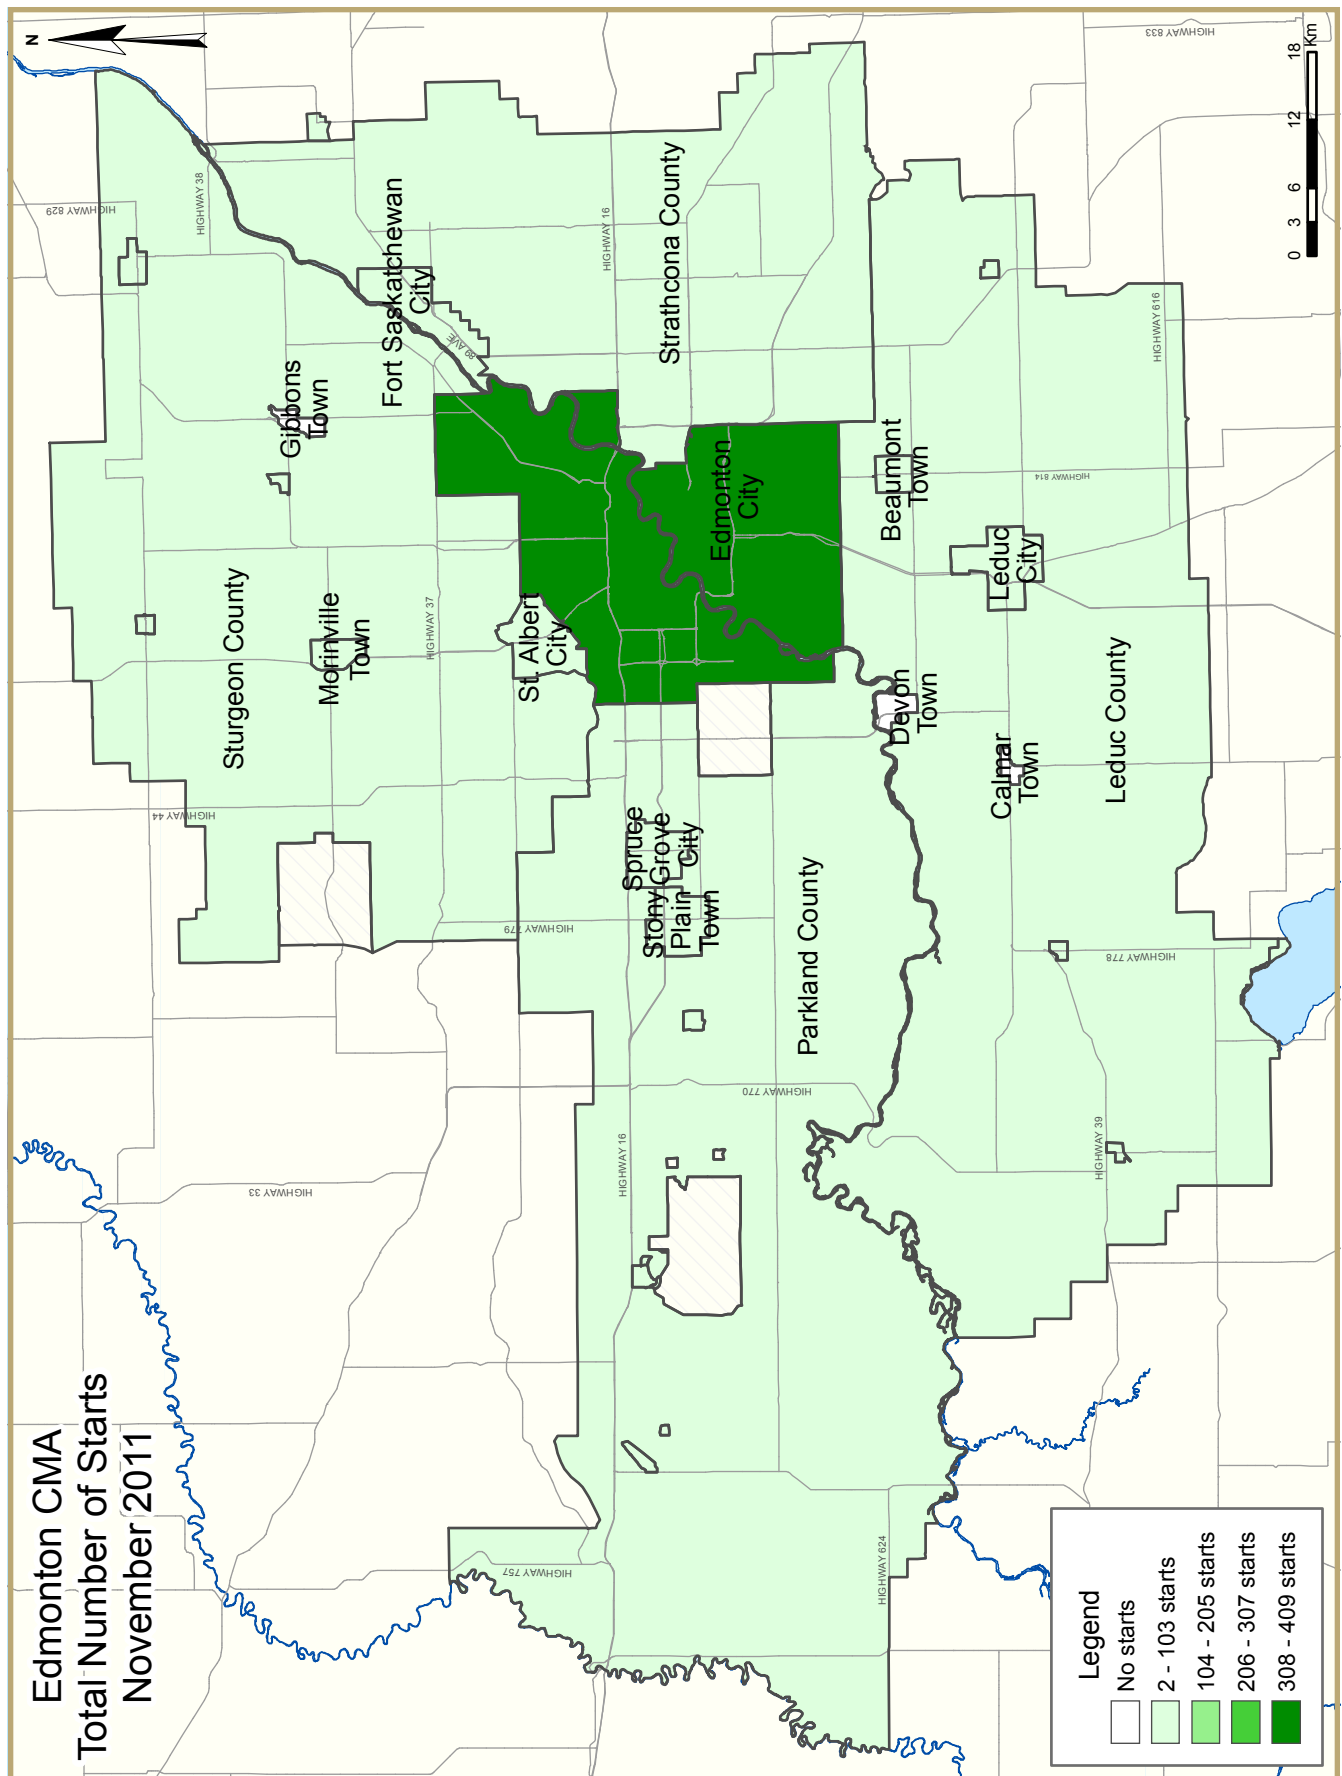 Edmonton CMA
Total Number of Starts
November 2011
N
HIGHWAY 829
HIGHWAY 38
HIGHWAY 833
HIGHWAY 44
HIGHWAY 37
HIGHWAY 779
HIGHWAY 33
HIGHWAY 16
HIGHWAY 16
89 AVE
HIGHWAY 770
HIGHWAY 757
HIGHWAY 624
HIGHWAY 814
HIGHWAY 616
HIGHWAY 778
HIGHWAY 39
Sturgeon County
Gibbons
Town
Morinville
Town
Fort Saskatchewan
City
St. Albert
City
Strathcona County
Edmonton
City
Spruce
Grove
City
Stony
Plain
Town
Parkland County
Beaumont
Town
Devon
Town
Leduc
City
Calmar
Town
Leduc County
0 3 6 12 18
Km
Legend
No starts
2 - 103 starts
104 - 205 starts
206 - 307 starts
308 - 409 starts